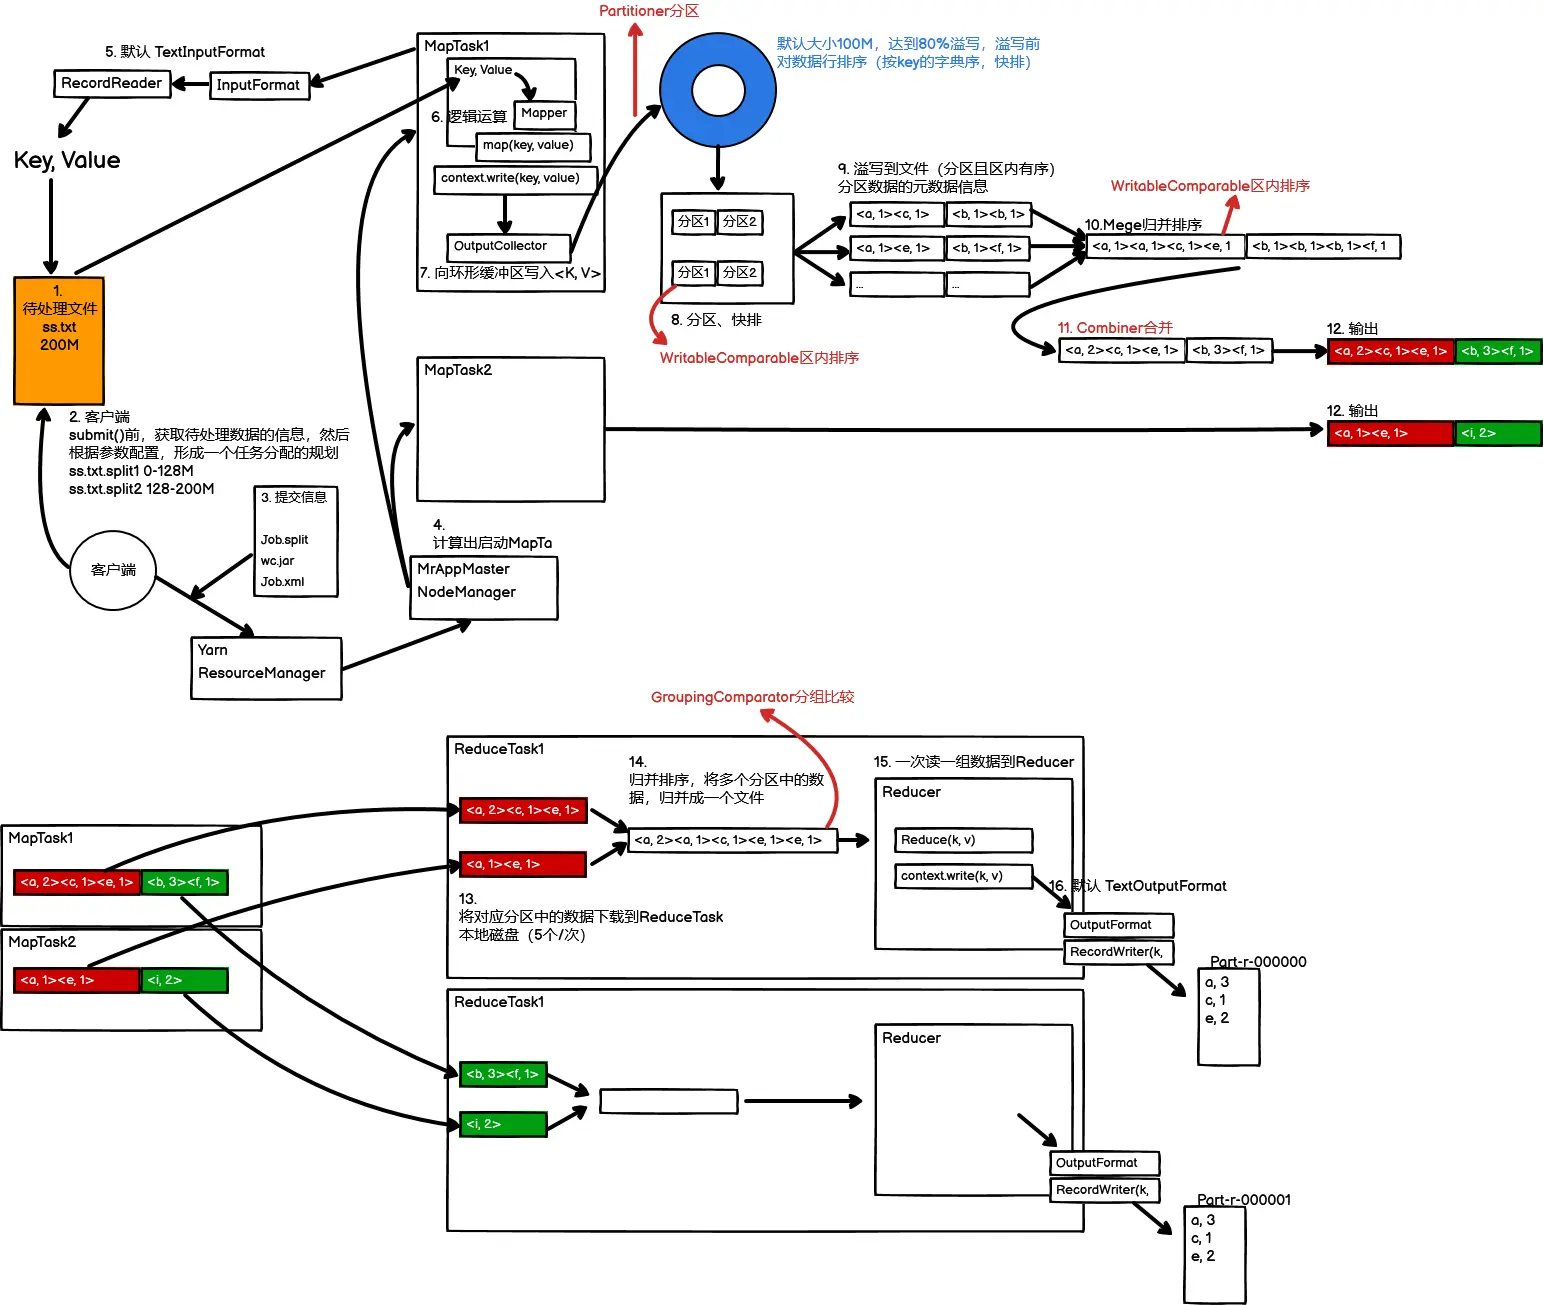 Partitioner分区
默认大小100M，达到80%溢写，溢写前
对数据行排序（按key的字典序，快排）
5. 默认 TextInputFormat
RecordReader
InputFormat
Key, Value
MapTask1
Key, Value
Mapper
6. 逻辑运算
map(key, value)
context.write(key, value)
OutputCollector
7. 向环形缓冲区写入<K, V>
分区1
分区2
分区1
分区2
8. 分区、快排
WritableComparable区内排序
9. 溢写到文件（分区且区内有序）
分区数据的元数据信息
<a, 1><c, 1>
<b, 1><b, 1>
<a, 1><e, 1>
<b, 1><f, 1>
...
...
WritableComparable区内排序
10.Mege归并排序
<a, 1><a, 1><c, 1><e, 1
<b, 1><b, 1><b, 1><f, 1
11. Combiner合并
<a, 2><c, 1><e, 1>
<b, 3><f, 1>
12. 输出
<a, 2><c, 1><e, 1>
<b, 3><f, 1>
1.
待处理文件
ss.txt
200M
MapTask2
12. 输出
<a, 1><e, 1>
<i, 2>
2. 客户端
submit()前，获取待处理数据的信息，然后
根据参数配置，形成一个任务分配的规划
ss.txt.split1 0-128M
ss.txt.split2 128-200M
3. 提交信息
Job.split
wc.jar
Job.xml
客户端
4.
计算出启动MapTa
MrAppMaster
NodeManager
Yarn
ResourceManager
GroupingComparator分组比较
ReduceTask1
14.
归并排序，将多个分区中的数
据，归并成一个文件
15. 一次读一组数据到Reducer
Reducer
<a, 2><c, 1><e, 1>
<a, 2><a, 1><c, 1><e, 1><e, 1>
Reduce(k, v)
<a, 1><e, 1>
context.write(k, v)
16. 默认 TextOutputFormat
13.
将对应分区中的数据下载到ReduceTask
本地磁盘（5个/次）
OutputFormat
RecordWriter(k,
Part-r-000000
a, 3
c, 1
e, 2
MapTask1
<a, 2><c, 1><e, 1>
<b, 3><f, 1>
MapTask2
<a, 1><e, 1>
<i, 2>
ReduceTask1
Reducer
<b, 3><f, 1>
<i, 2>
OutputFormat
RecordWriter(k,
Part-r-000001
a, 3
c, 1
e, 2